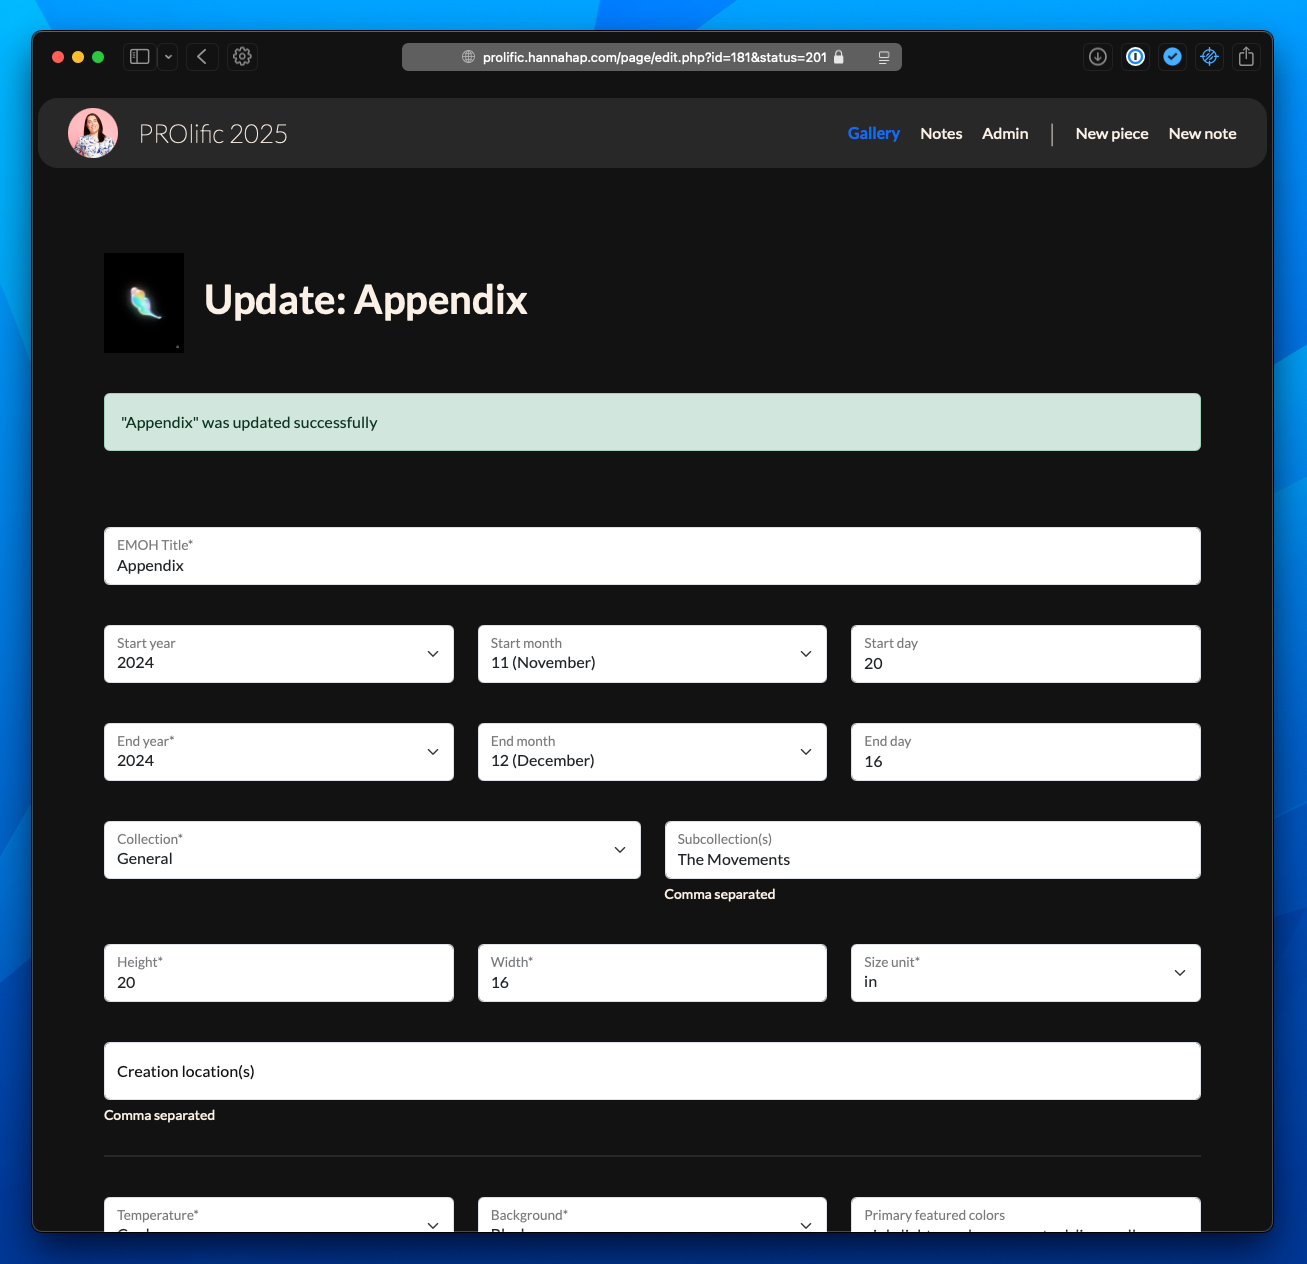 prolific.hannahap.com/page/edit.php?id=181&status=201
PROlific 2025
Gallery Notes Admin | New piece New note
Update: Appendix
"Appendix" was updated successfully
EMOH Title*
Appendix
Start year Start month Start day
2024 11 (November) 20
End year* End month End day
2024 12 (December) 16
Collection* Subcollection(s)
General The Movements
Comma separated
Height* Width* Size unit*
20 16 in
Creation location(s)
Comma separated
Temperature* Background* Primary featured colors